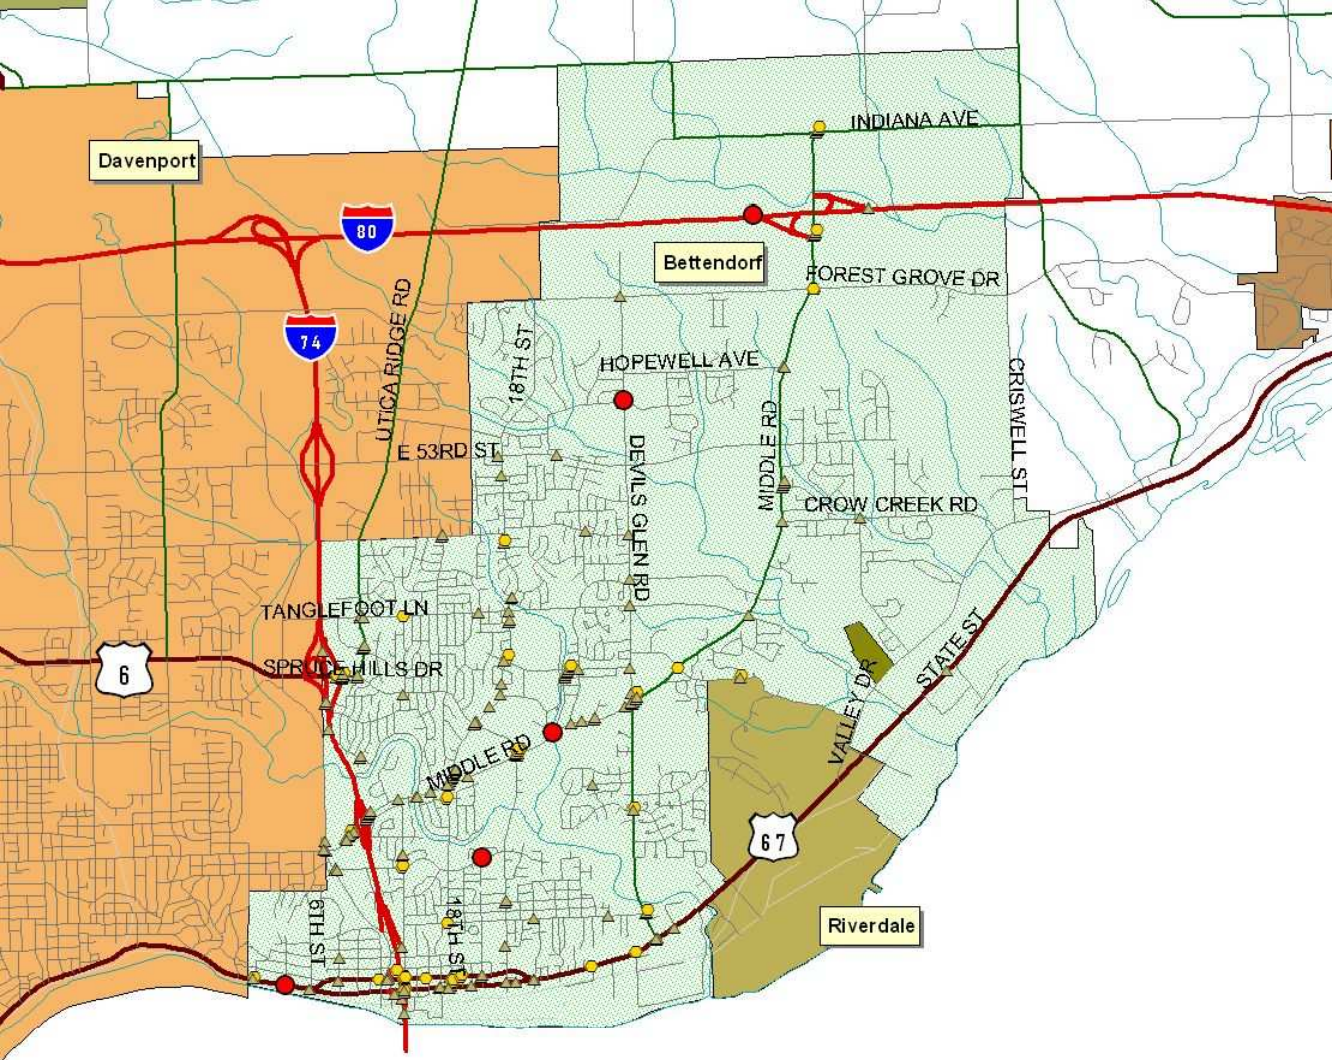 INDIANA AVE
Davenport
80
Bettendorf
FOREST GROVE DR
74
UTICA RIDGE RD
18TH ST
HOPEWELL AVE
CRISWELL ST
E 53RD ST
DEVILS GLEN RD
MIDDLE RD
CROW CREEK RD
TANGLEFOOT LN
6
SPRUCE HILLS DR
STATE ST
VALLEY DR
MIDDLE RD
67
6TH ST
18TH ST
Riverdale